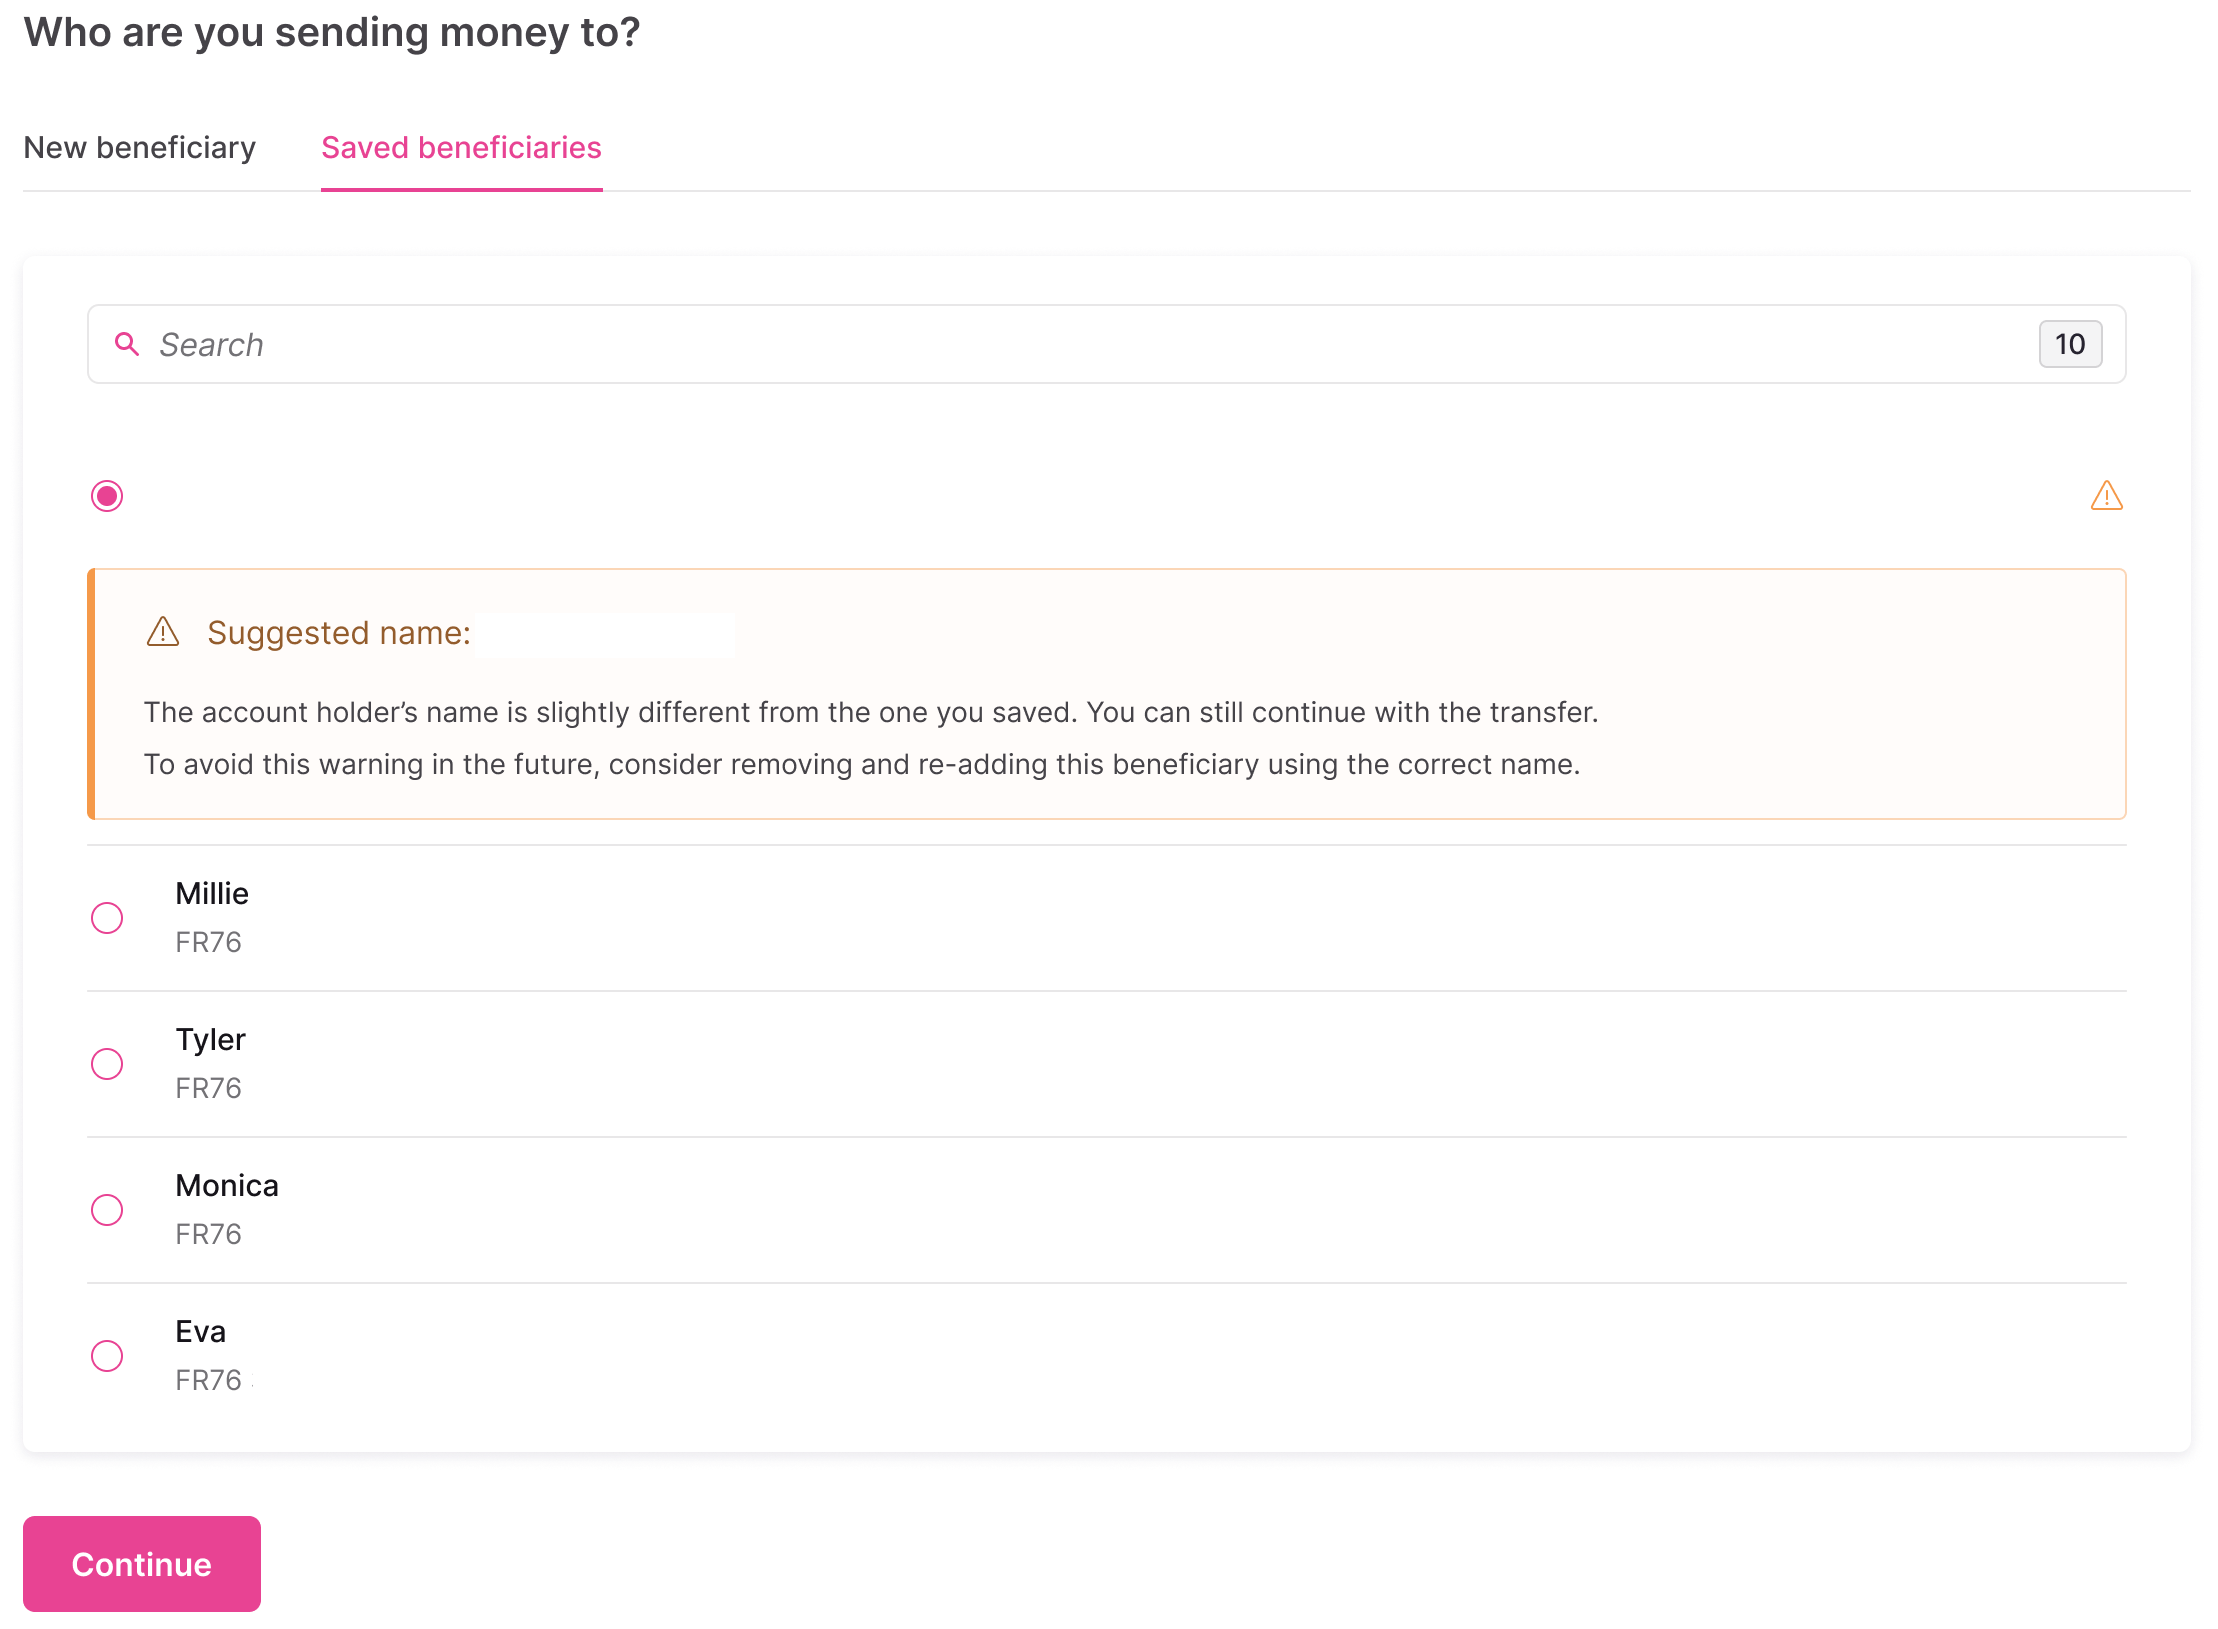 Who are you sending money to?
New beneficiary
Saved beneficiaries
Search
10
Suggested name:
The account holder’s name is slightly different from the one you saved. You can still continue with the transfer.
To avoid this warning in the future, consider removing and re-adding this beneficiary using the correct name.
Millie
FR76
Tyler
FR76
Monica
FR76
Eva
FR76
Continue